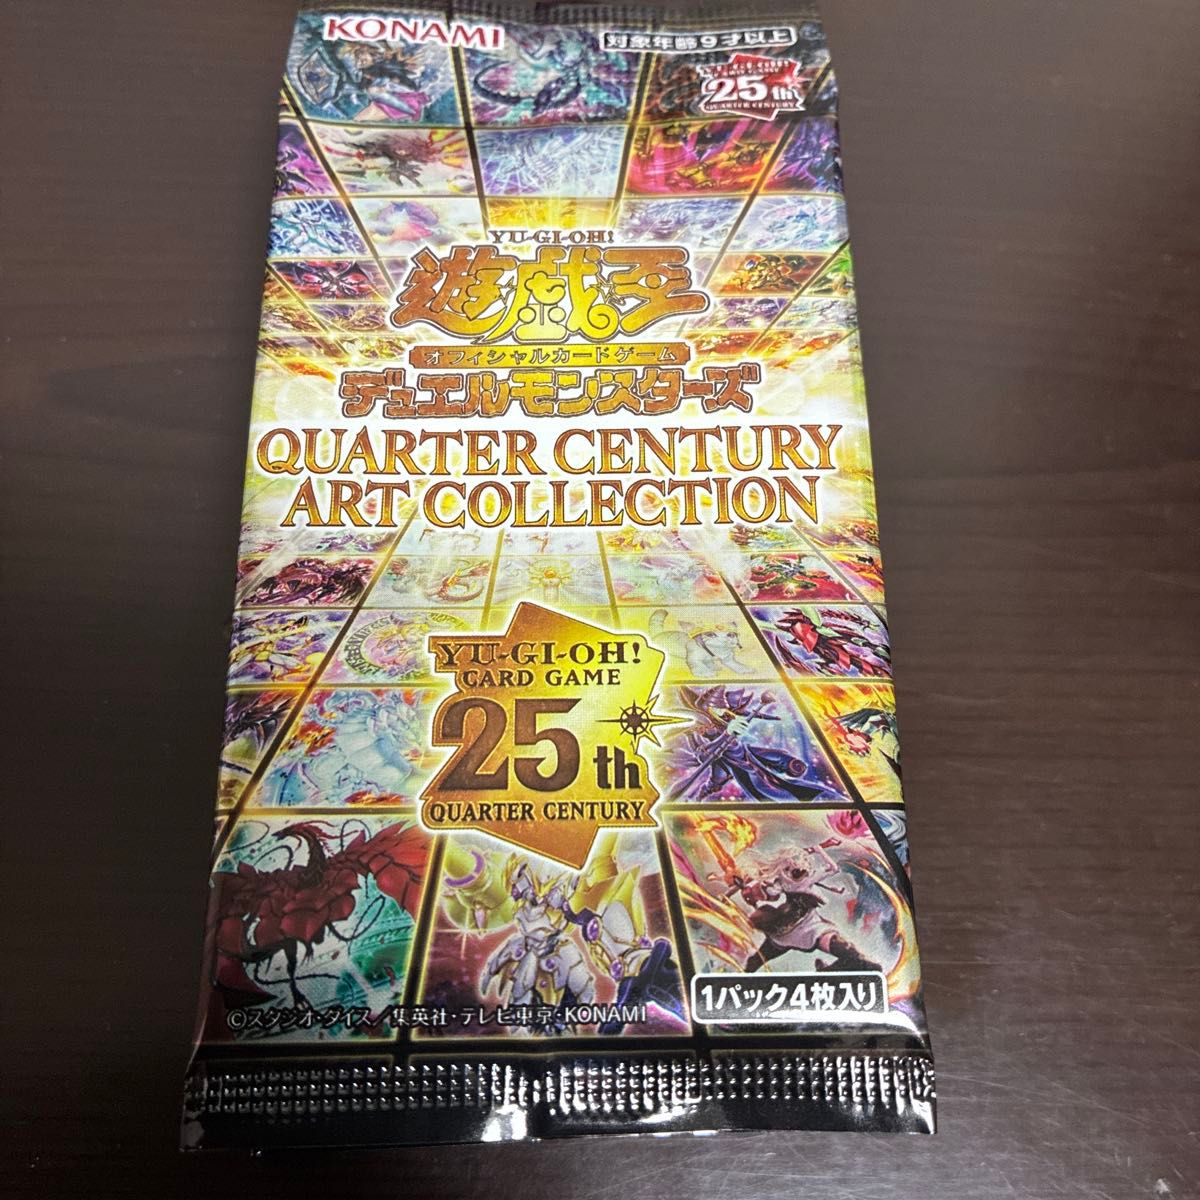 KONAMI
対象年齢9才以上
25th
QUARTER CENTURY
YU-GI-OH!
遊☆戯☆王
オフィシャルカードゲーム
デュエルモンスターズ
QUARTER CENTURY
ART COLLECTION
YU-GI-OH!
CARD GAME
25th
QUARTER CENTURY
1パック4枚入り
©スタジオ・ダイス/集英社・テレビ東京・KONAMI